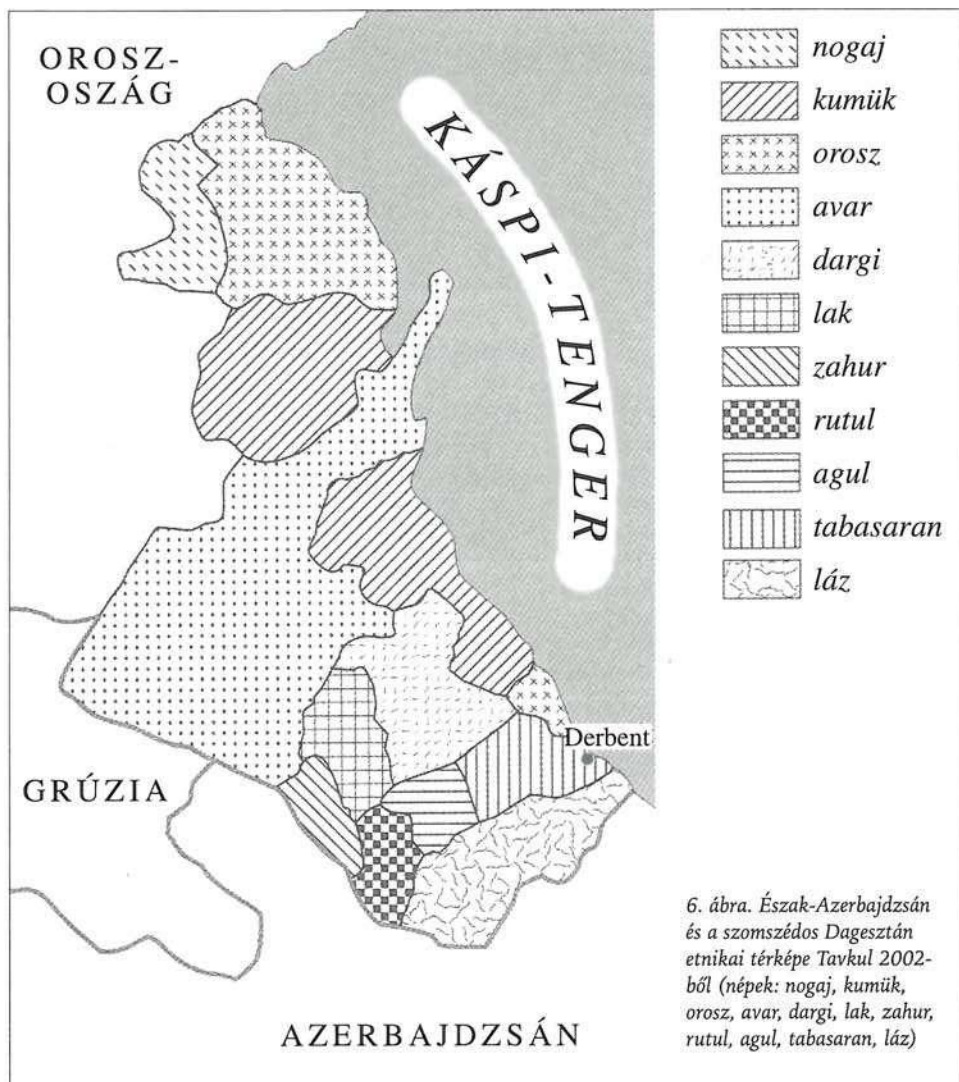 OROSZ-
OSZÁG
KÁSPI-TENGER
nogaj
kumük
orosz
avar
dargi
lak
zahur
rutul
agul
tabasaran
láz
Derbent
GRÚZIA
AZERBAJDZSÁN
6. ábra. Észak-Azerbajdzsán
és a szomszédos Dagesztán
etnikai térképe Tavkul 2002-
ből (népek: nogaj, kumük,
orosz, avar, dargi, lak, zahur,
rutul, agul, tabasaran, láz)